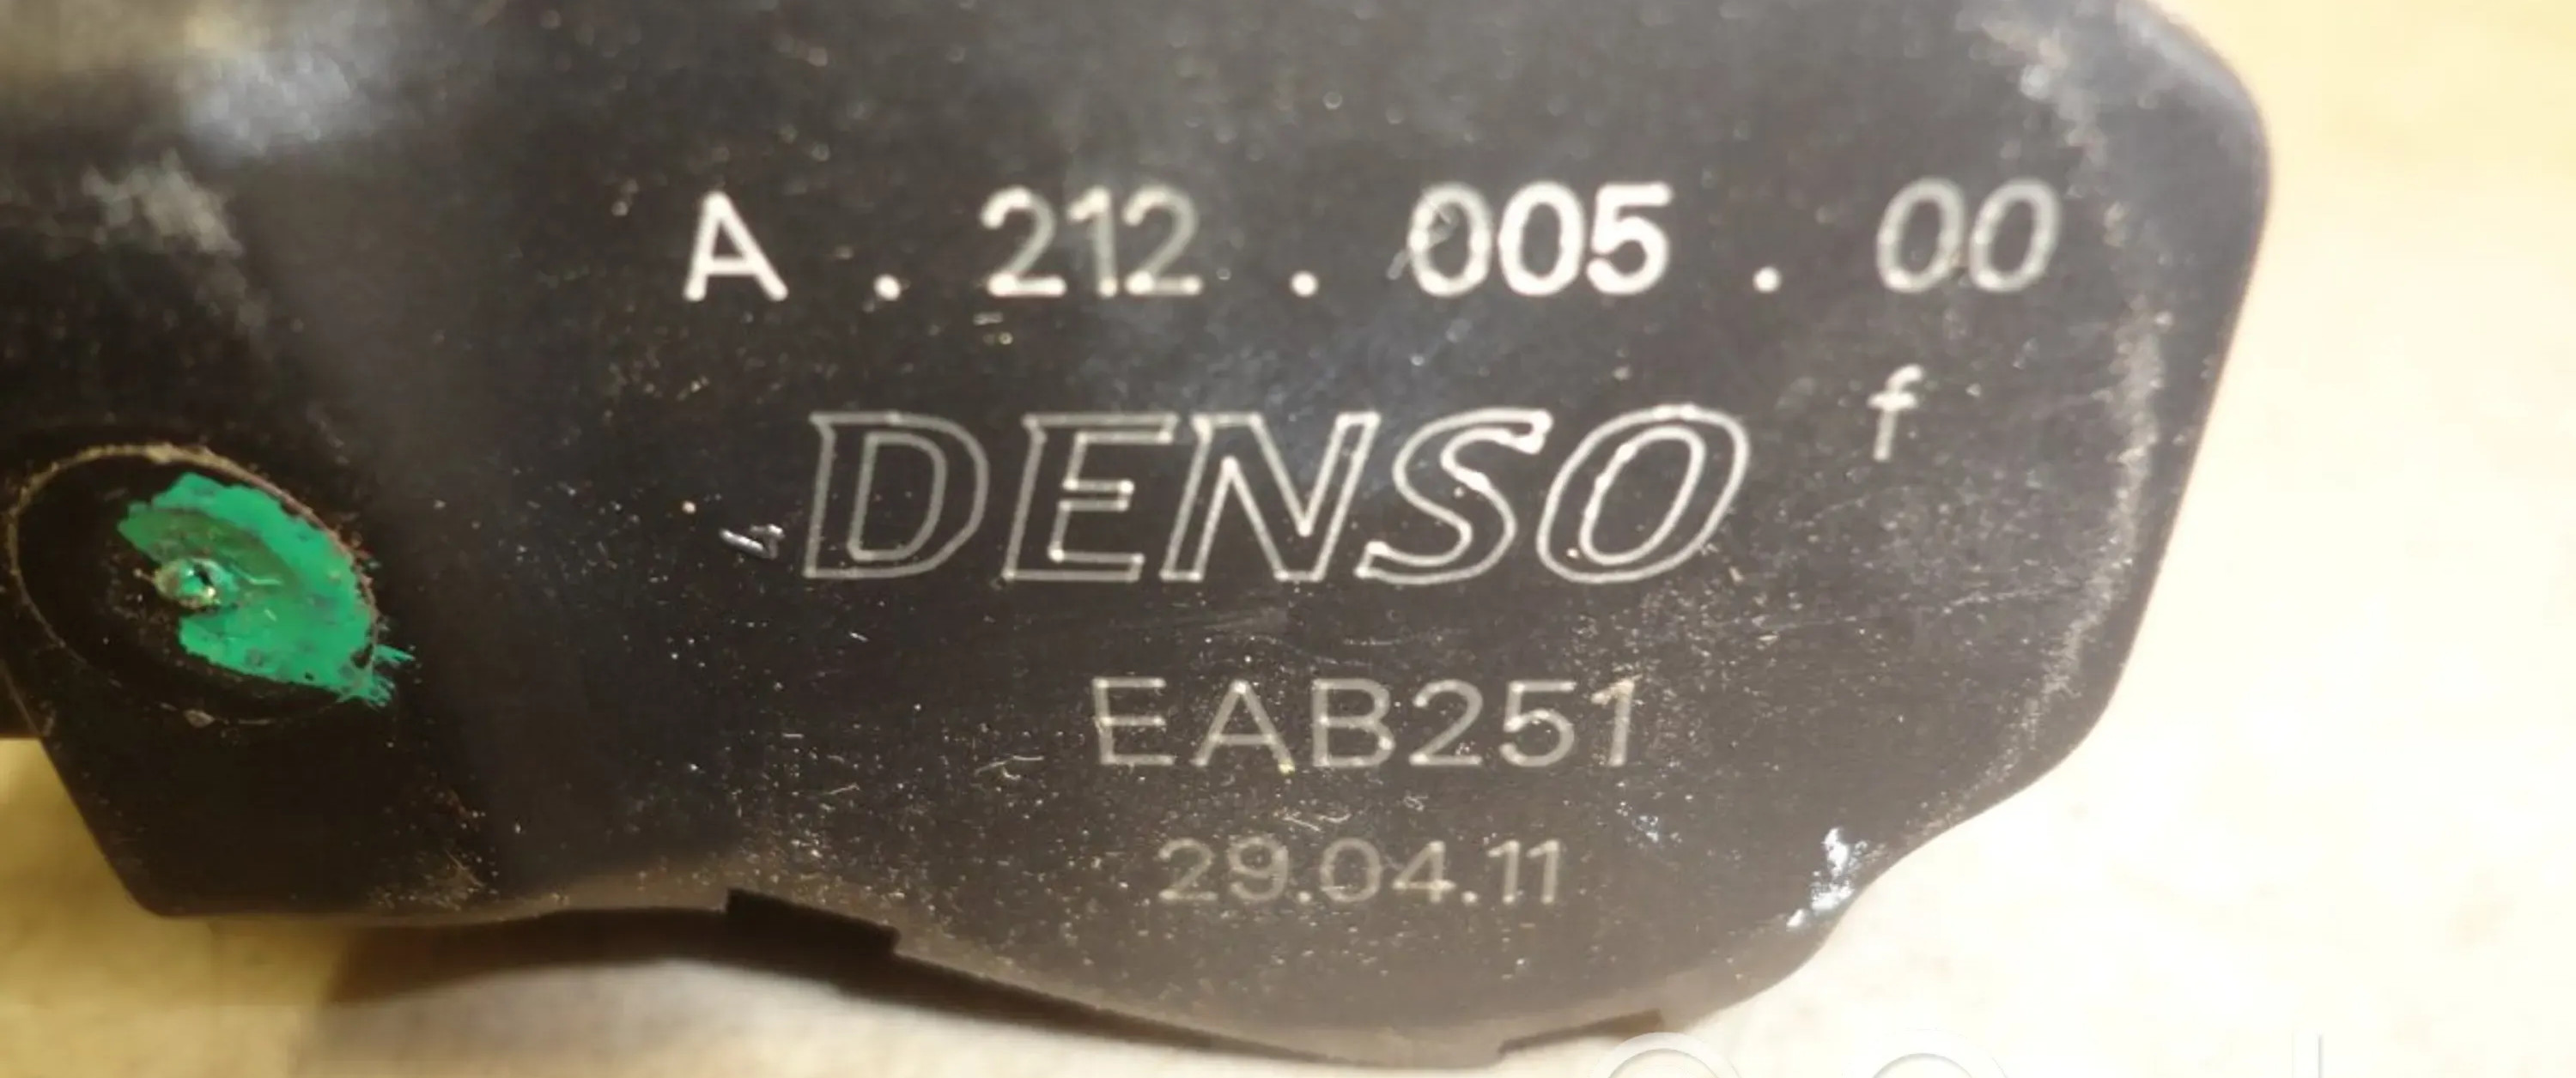 A . 212 . 005 . 00
f
DENSO
EAB251
29.04.11